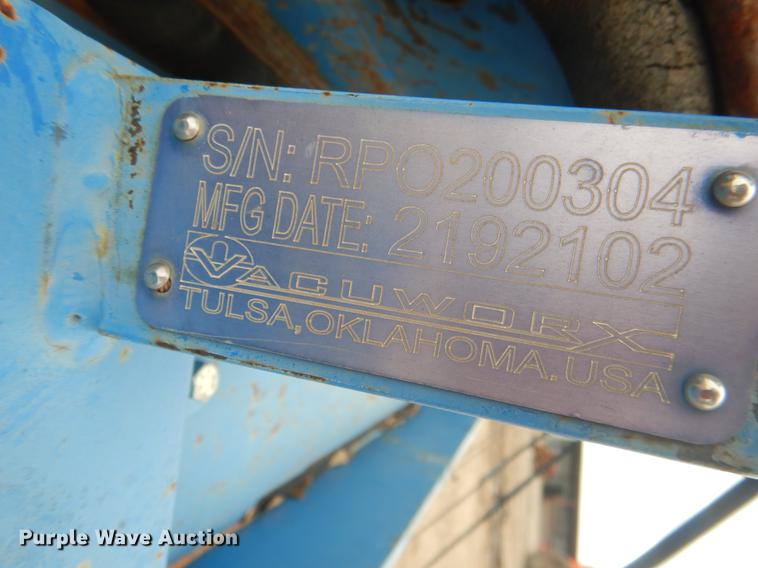 S/N: RPO200304
MFG DATE: 2192102
VACUWORX
TULSA, OKLAHOMA. USA
Purple Wave Auction